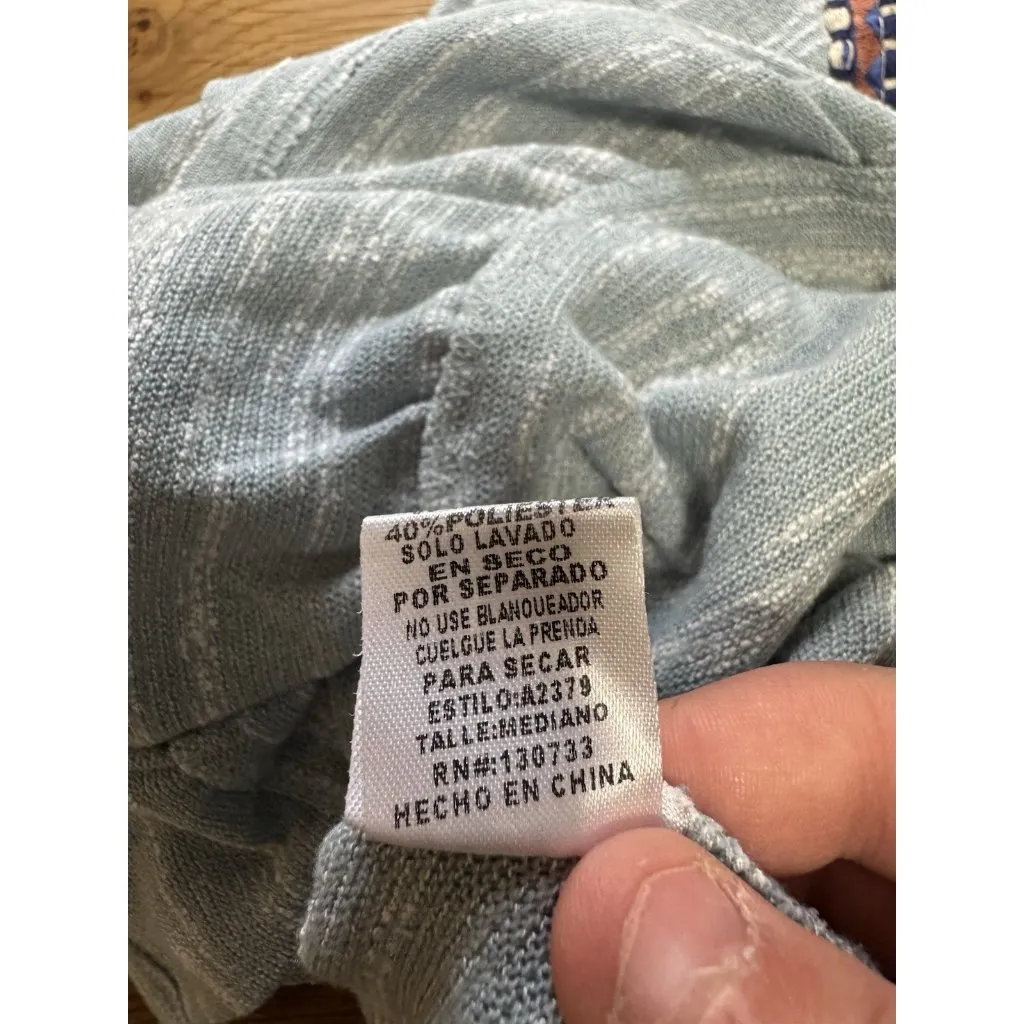 40%POLIESTER
SOLO LAVADO
EN SECO
POR SEPARADO
NO USE BLANQUEADOR
CUELGUE LA PRENDA
PARA SECAR
ESTILO:A2379
TALLE:MEDIANO
RN#:130733
HECHO EN CHINA